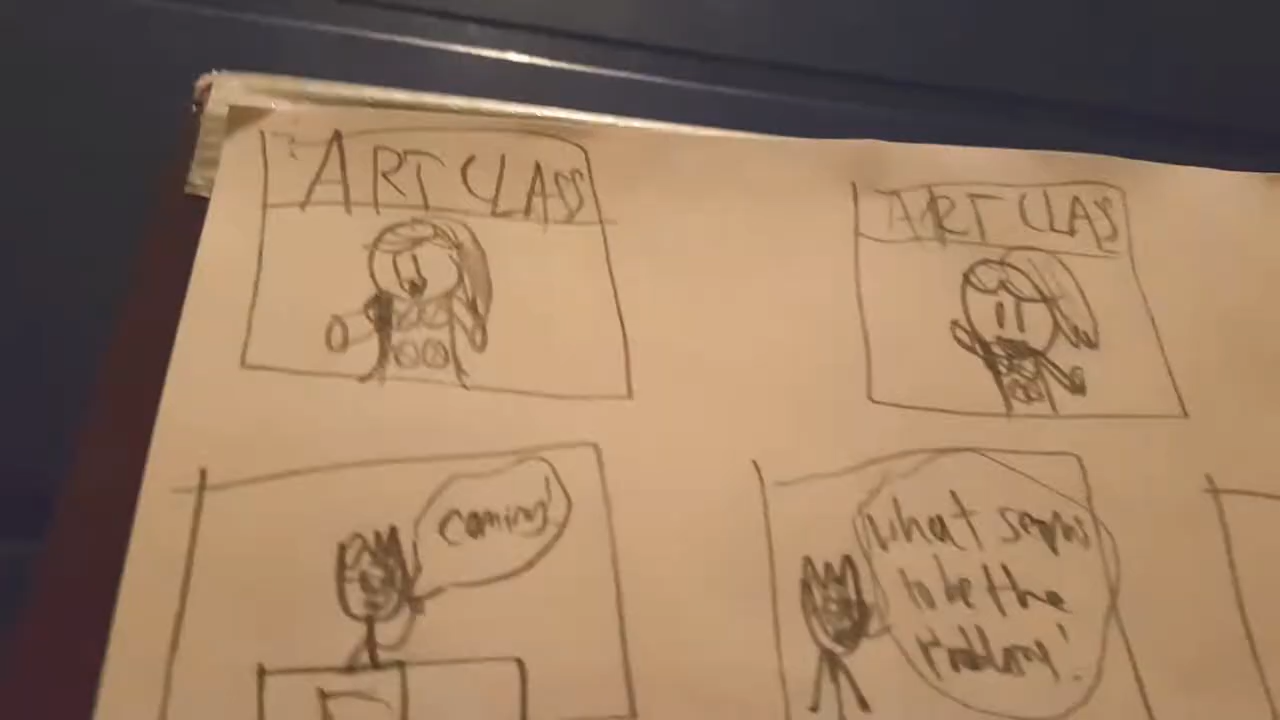 ART CLASS
ART CLAS
coming!
what seems
to be the
Problem!